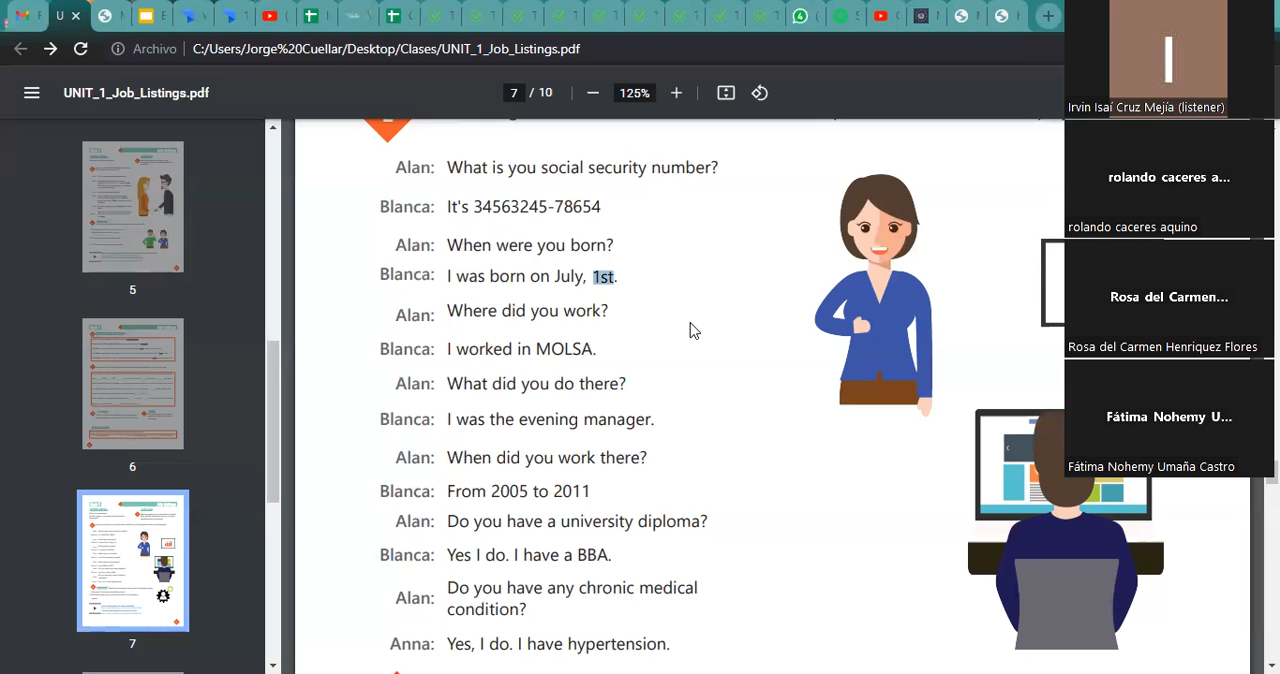 U
Archivo
C:/Users/Jorge%20Cuellar/Desktop/Clases/UNIT_1_Job_Listings.pdf
UNIT_1_Job_Listings.pdf
7 / 10
125%
5
6
7
Alan: What is you social security number?
Blanca: It's 34563245-78654
Alan: When were you born?
Blanca: I was born on July, 1st.
Alan: Where did you work?
Blanca: I worked in MOLSA.
Alan: What did you do there?
Blanca: I was the evening manager.
Alan: When did you work there?
Blanca: From 2005 to 2011
Alan: Do you have a university diploma?
Blanca: Yes I do. I have a BBA.
Alan: Do you have any chronic medical
condition?
Anna: Yes, I do. I have hypertension.
I
Irvin Isaí Cruz Mejía (listener)
rolando caceres a...
rolando caceres aquino
Rosa del Carmen...
Rosa del Carmen Henriquez Flores
Fátima Nohemy U...
Fátima Nohemy Umaña Castro